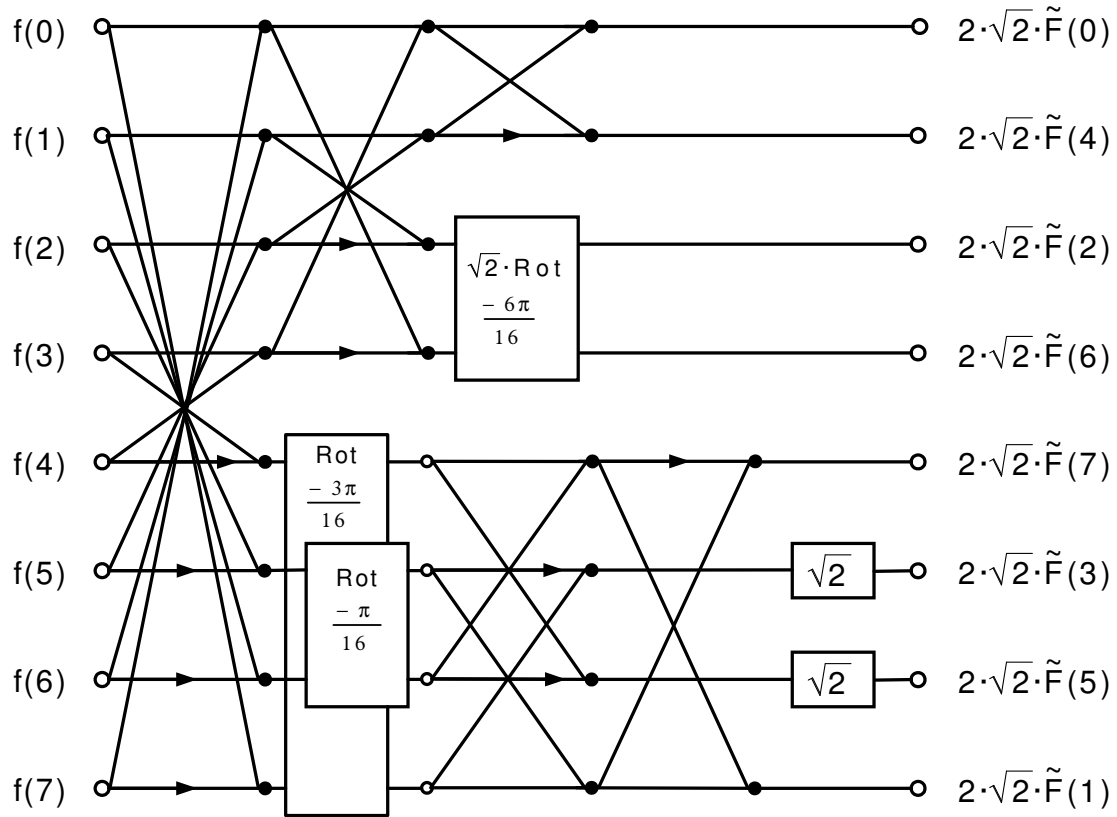 f(0) 2·√2·F̃(0)
f(1) 2·√2·F̃(4)
f(2) 2·√2·F̃(2)
√2·Rot
− 6π
16
f(3) 2·√2·F̃(6)
f(4) 2·√2·F̃(7)
Rot
− 3π
16
f(5) √2 2·√2·F̃(3)
Rot
− π
16
f(6) √2 2·√2·F̃(5)
f(7) 2·√2·F̃(1)